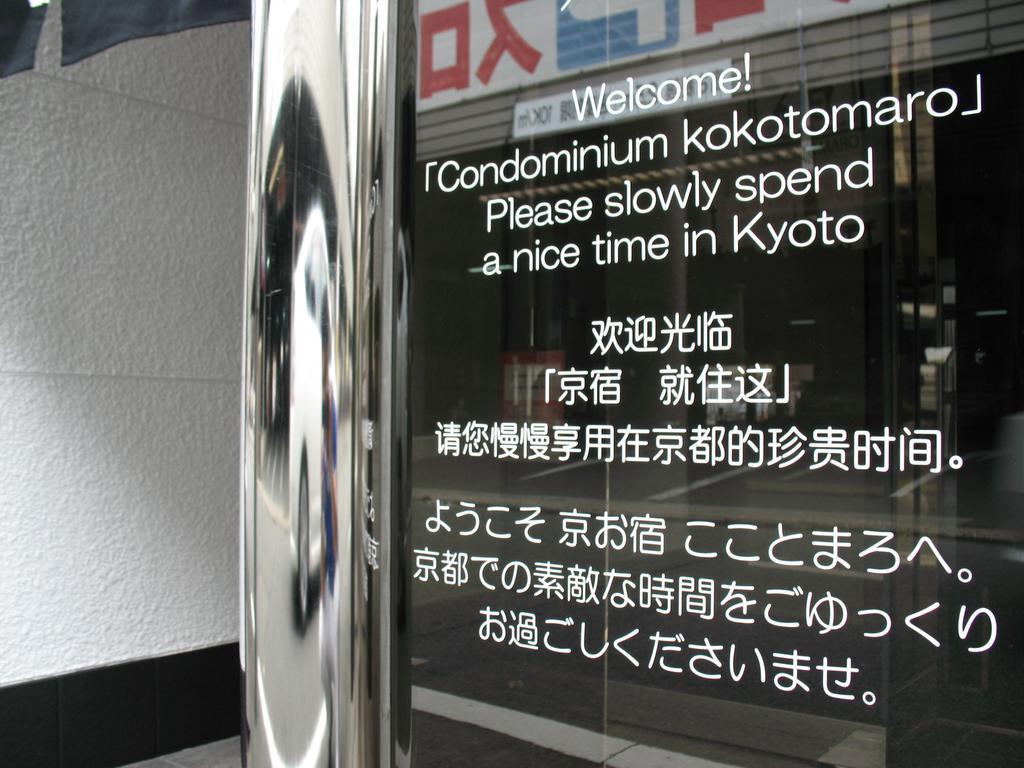 Welcome!
「Condominium kokotomaro」
Please slowly spend
a nice time in Kyoto
欢迎光临
「京宿　就住这」
请您慢慢享用在京都的珍贵时间。
ようこそ 京お宿 こことまろへ。
京都での素敵な時間をごゆっくり
お過ごしくださいませ。